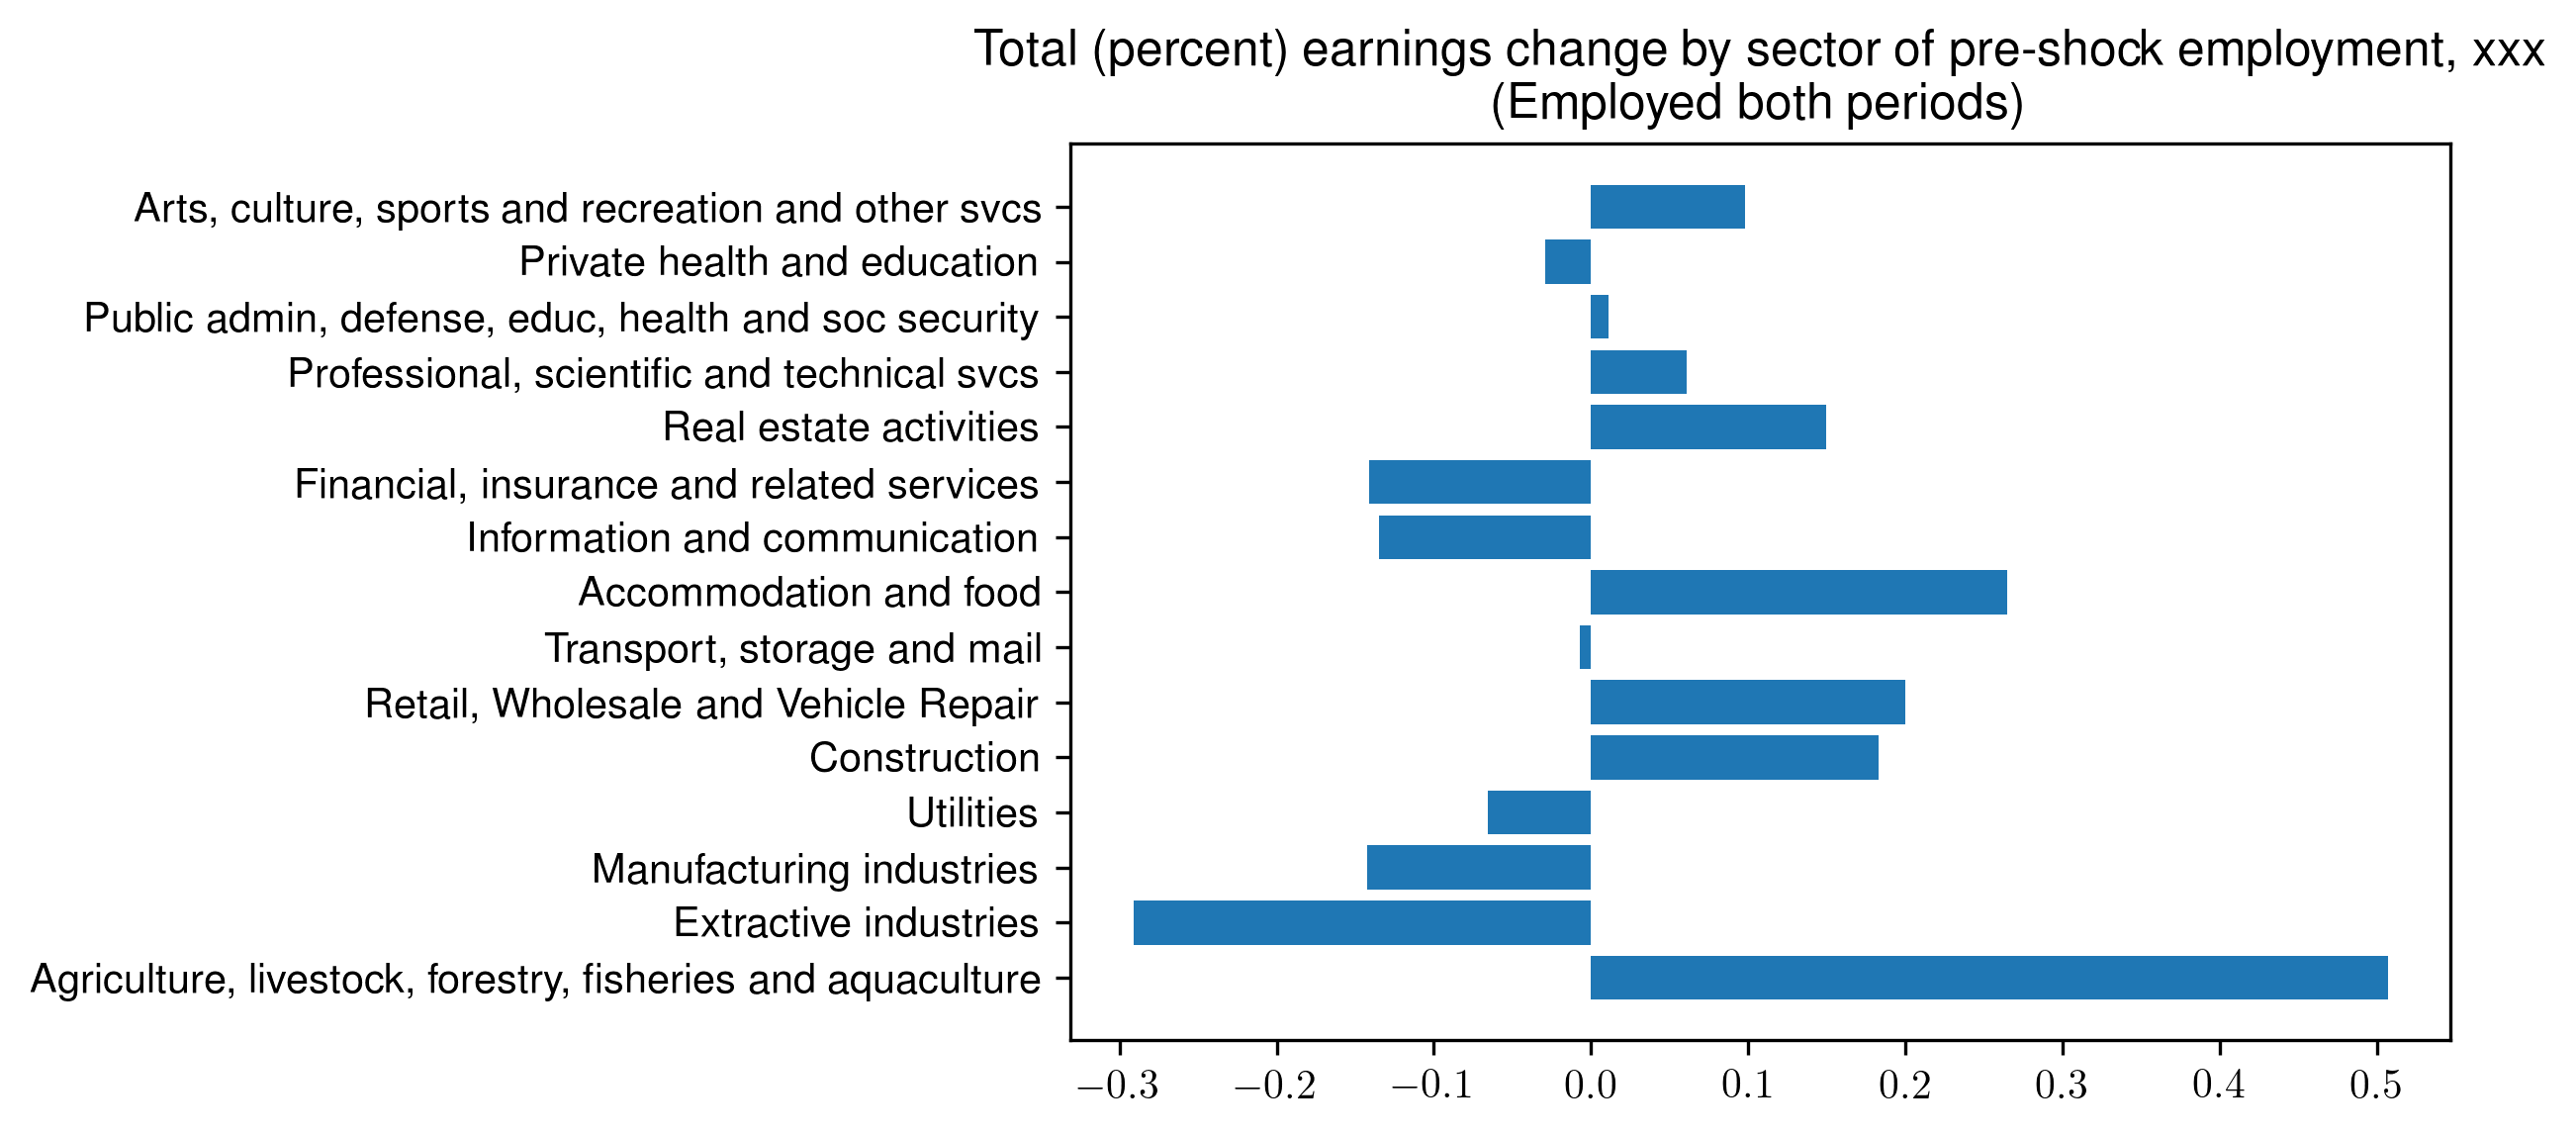 Total (percent) earnings change by sector of pre-shock employment, xxx
(Employed both periods)
Arts, culture, sports and recreation and other svcs
Private health and education
Public admin, defense, educ, health and soc security
Professional, scientific and technical svcs
Real estate activities
Financial, insurance and related services
Information and communication
Accommodation and food
Transport, storage and mail
Retail, Wholesale and Vehicle Repair
Construction
Utilities
Manufacturing industries
Extractive industries
Agriculture, livestock, forestry, fisheries and aquaculture
−0.3 −0.2 −0.1 0.0 0.1 0.2 0.3 0.4 0.5